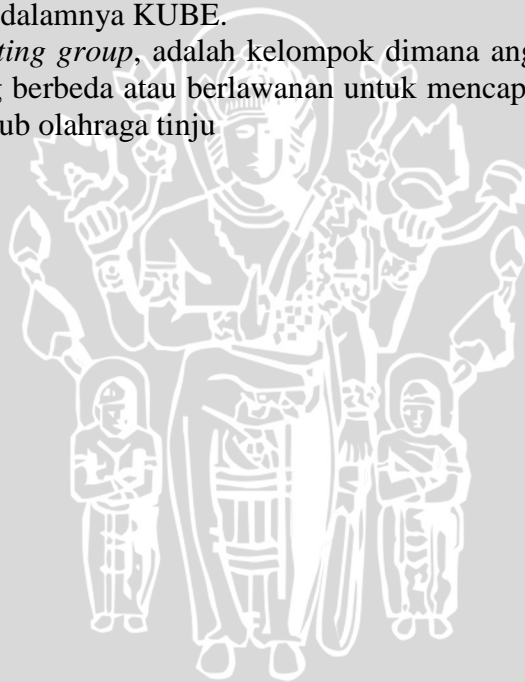 dalamnya KUBE.
ting group, adalah kelompok dimana ang
berbeda atau berlawanan untuk mencap
ub olahraga tinju